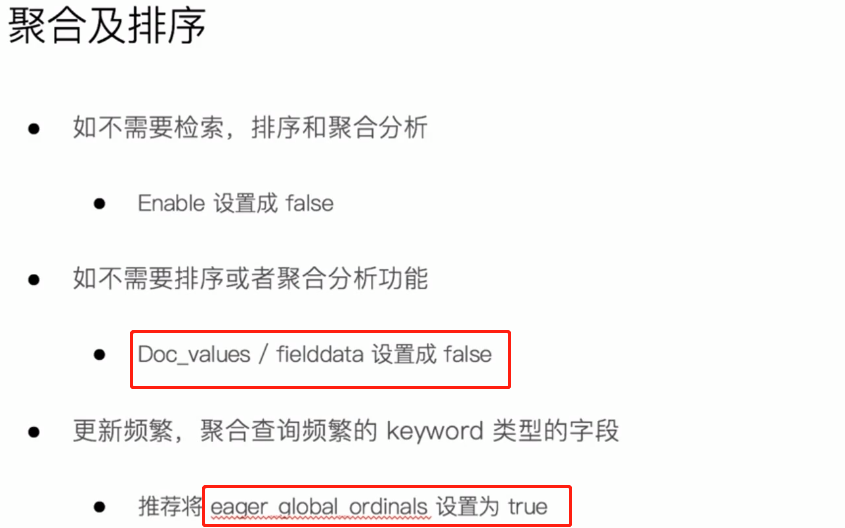 聚合及排序
如不需要检索，排序和聚合分析
Enable 设置成 false
如不需要排序或者聚合分析功能
Doc_values / fielddata 设置成 false
更新频繁，聚合查询频繁的 keyword 类型的字段
推荐将 eager_global_ordinals 设置为 true